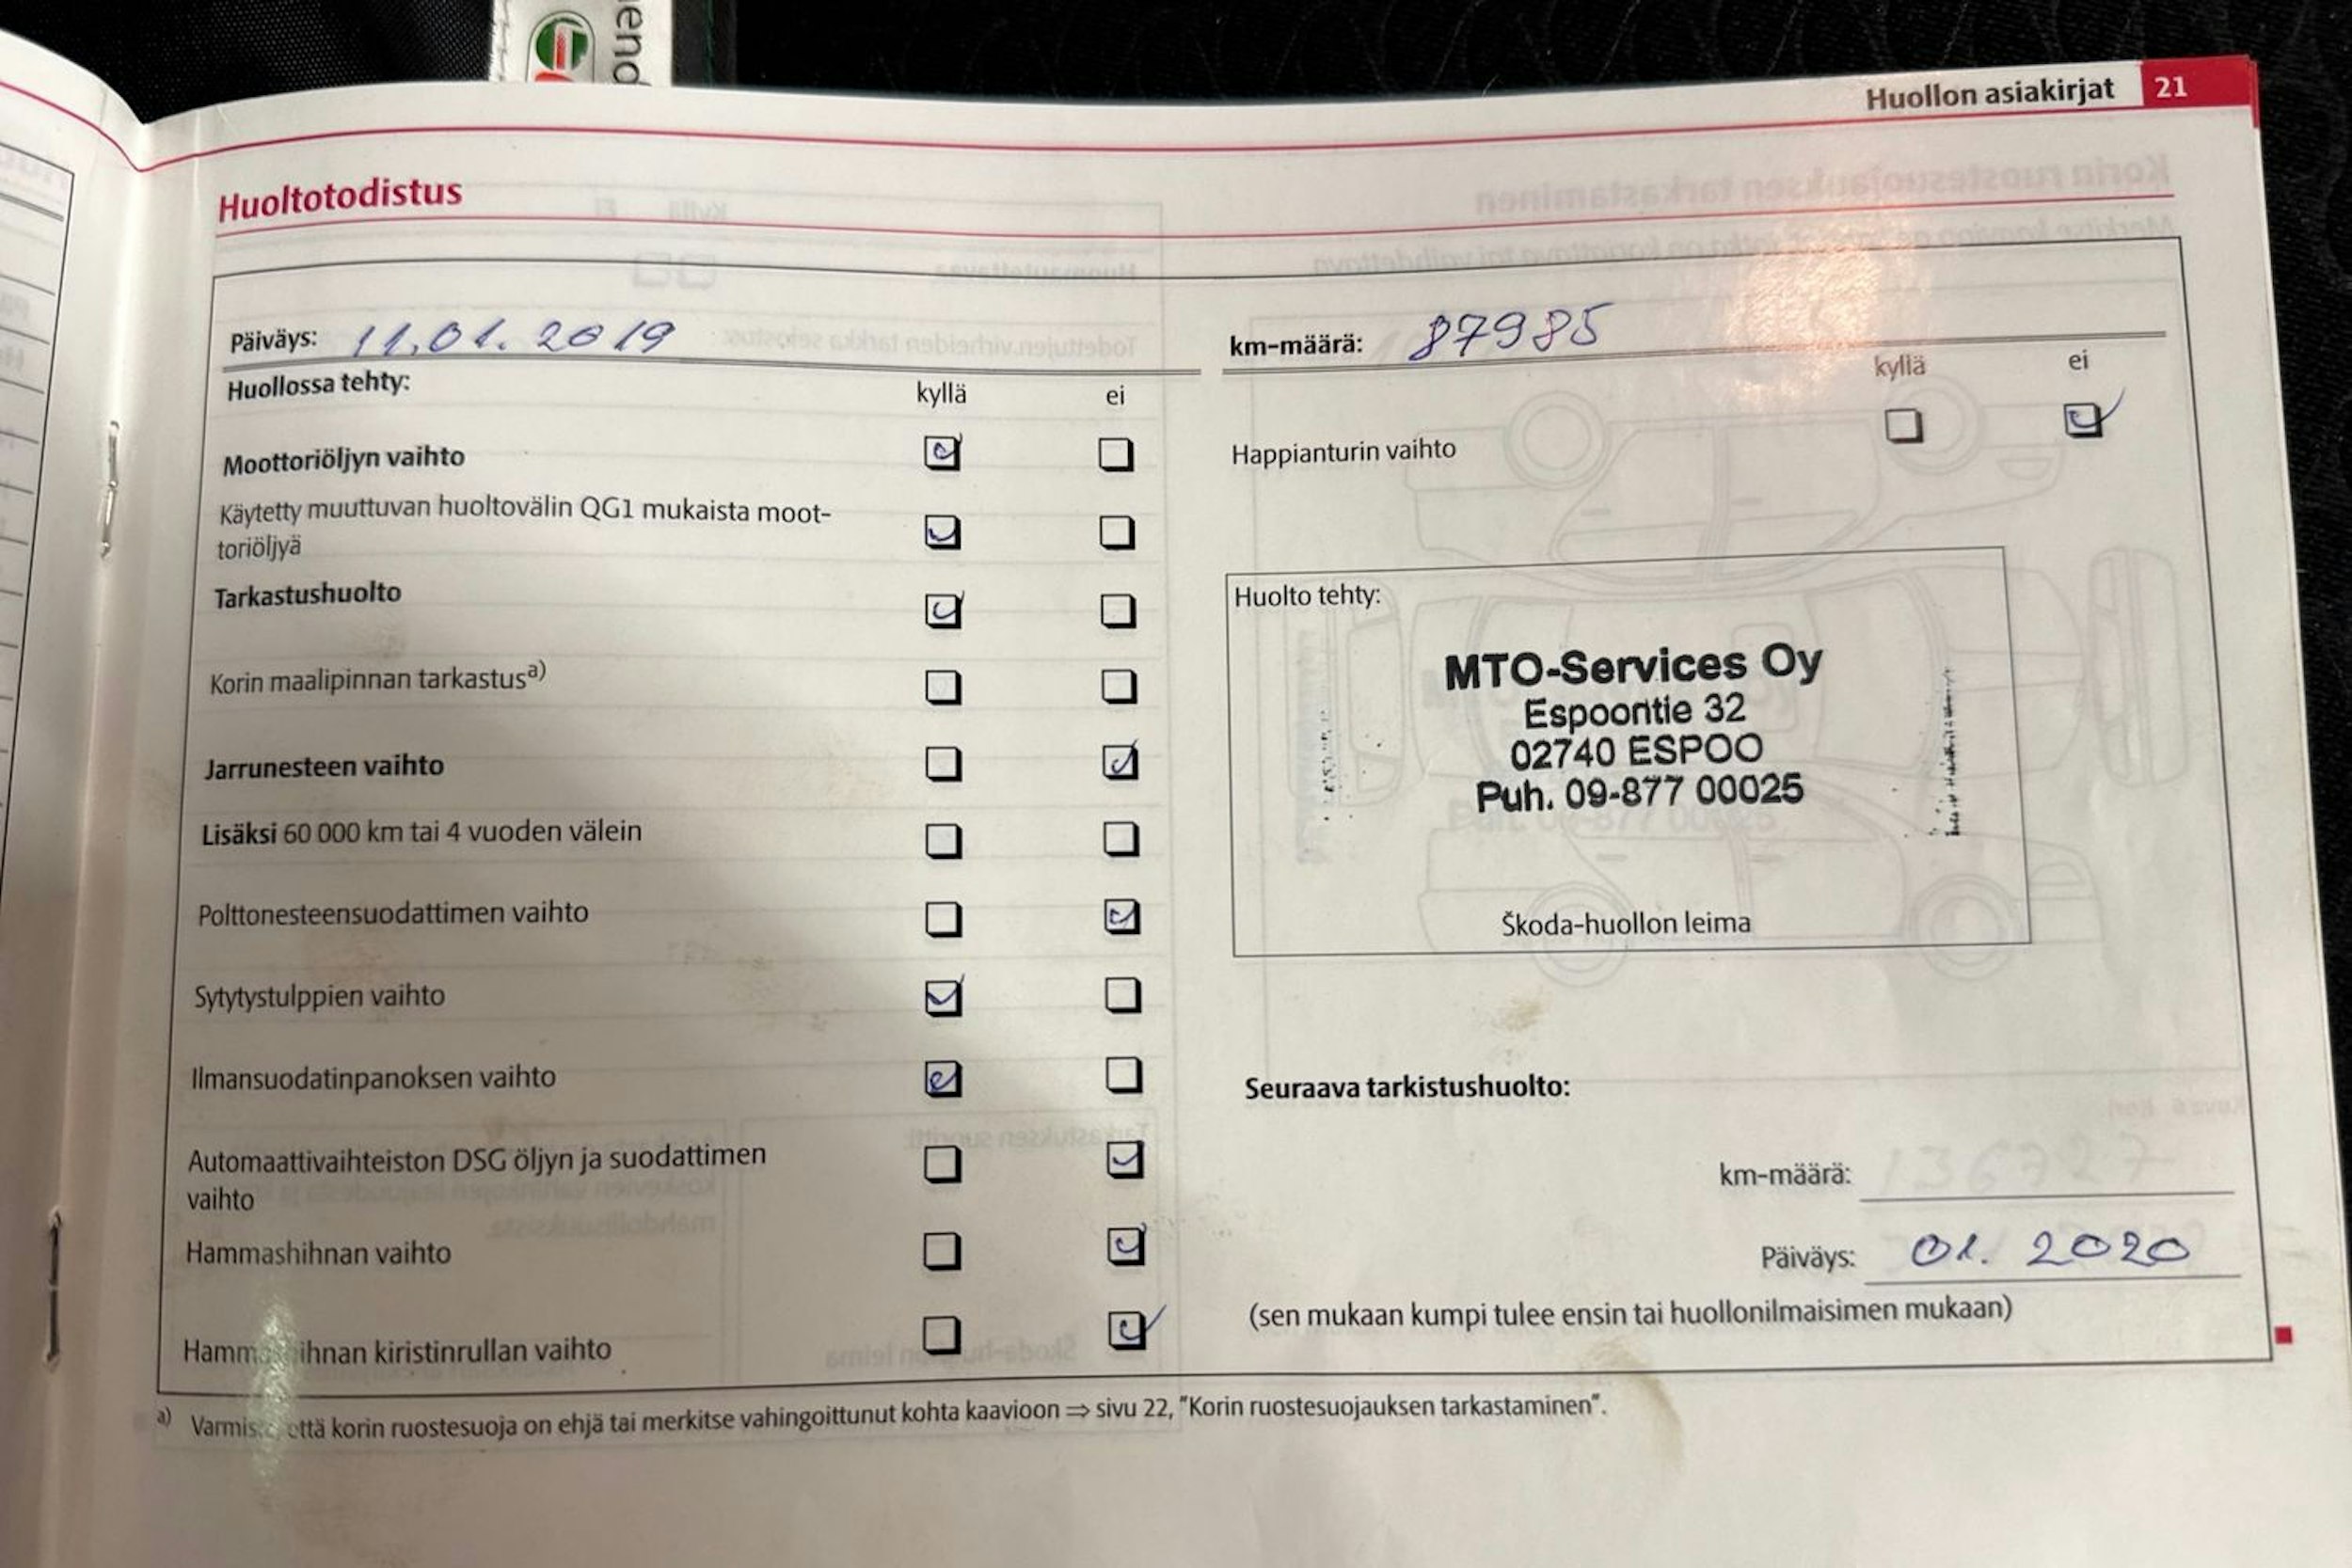 end
Huollon asiakirjat 21
Huoltotodistus
Päiväys: 11.01.2019
km-määrä: 87985
Huollossa tehty:
kyllä ei
kyllä ei
Moottoriöljyn vaihto
Happianturin vaihto
Käytetty muuttuvan huoltovälin QG1 mukaista moot-
toriöljyä
Tarkastushuolto
Korin maalipinnan tarkastus a)
Jarrunesteen vaihto
Lisäksi 60 000 km tai 4 vuoden välein
Polttonesteensuodattimen vaihto
Sytytystulppien vaihto
Ilmansuodatinpanoksen vaihto
Automaattivaihteiston DSG öljyn ja suodattimen
vaihto
Hammashihnan vaihto
Hammashihnan kiristinrullan vaihto
Huolto tehty:
MTO-Services Oy
Espoontie 32
02740 ESPOO
Puh. 09-877 00025
Škoda-huollon leima
Seuraava tarkistushuolto:
km-määrä:
Päiväys: 01. 2020
(sen mukaan kumpi tulee ensin tai huollonilmaisimen mukaan)
a) Varmista, että korin ruostesuoja on ehjä tai merkitse vahingoittunut kohta kaavioon ⇒ sivu 22, "Korin ruostesuojauksen tarkastaminen".